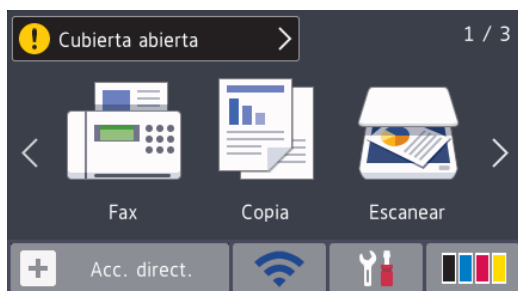 Cubierta abierta
1 / 3
Fax
Copia
Escanear
Acc. direct.